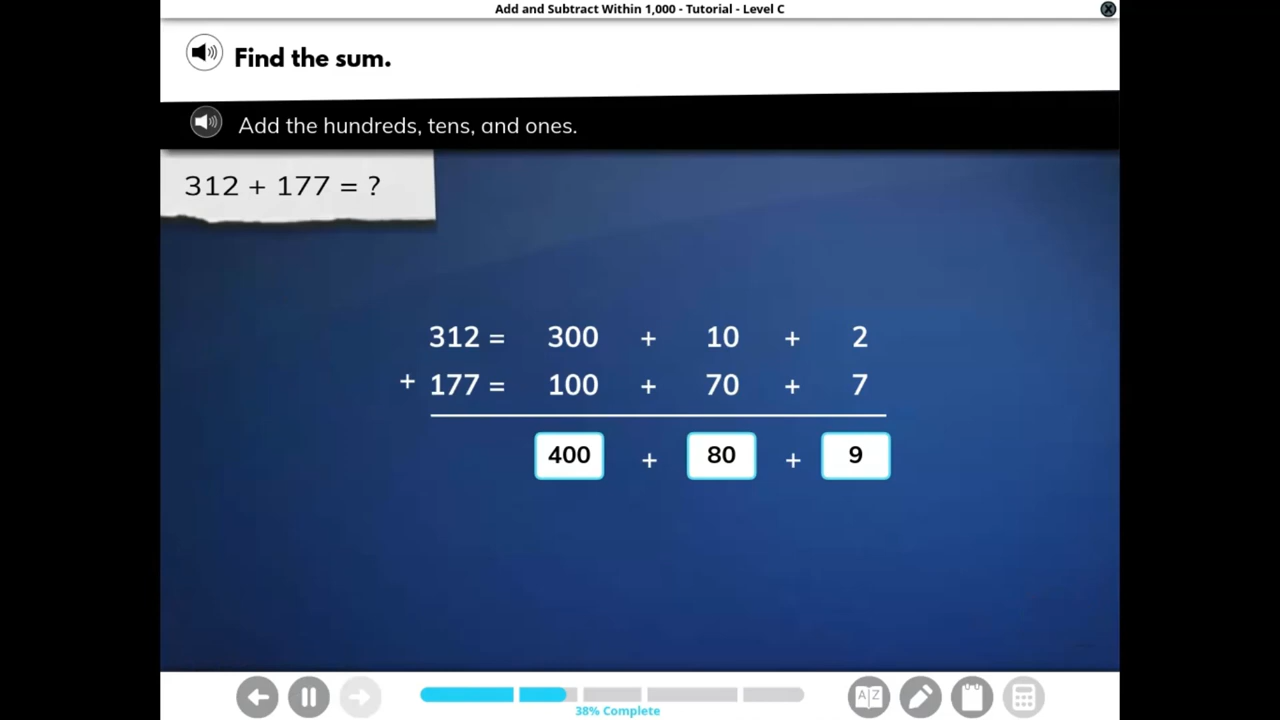 Add and Subtract Within 1,000 - Tutorial - Level C
Find the sum.
Add the hundreds, tens, and ones.
312 + 177 = ?
312 = 300 + 10 + 2
+ 177 = 100 + 70 + 7
400 + 80 + 9
A Z
38% Complete